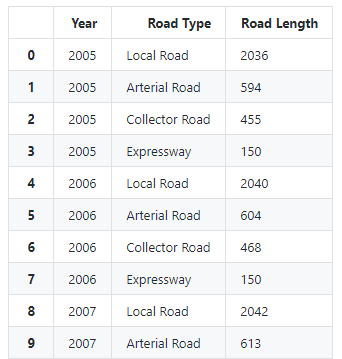 Year Road Type Road Length
0 2005 Local Road 2036
1 2005 Arterial Road 594
2 2005 Collector Road 455
3 2005 Expressway 150
4 2006 Local Road 2040
5 2006 Arterial Road 604
6 2006 Collector Road 468
7 2006 Expressway 150
8 2007 Local Road 2042
9 2007 Arterial Road 613